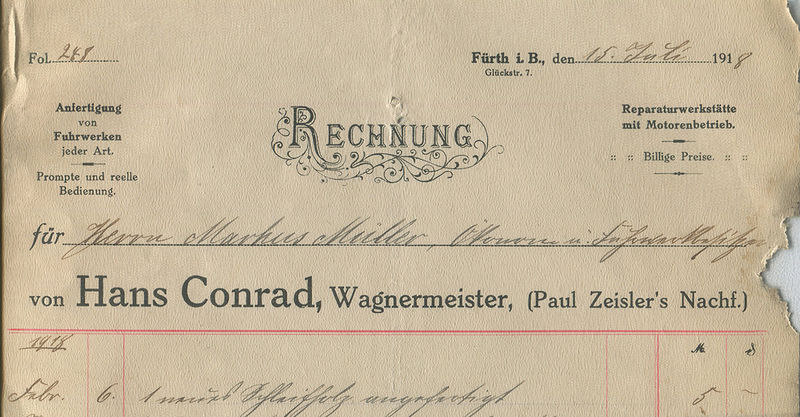 Fol. 248
Fürth i. B., den 15. Juli 1918
Glückstr. 7.
Anfertigung
von
Fuhrwerken
jeder Art.
Prompte und reelle
Bedienung.
RECHNUNG
Reparaturwerkstätte
mit Motorenbetrieb.
:: :: Billige Preise. :: ::
für Herrn Markus Müller, Ökonom u. Fuhrwerkbesitzer
von Hans Conrad, Wagnermeister, (Paul Zeisler's Nachf.)
1918 M. ₰
Febr. 6. 1 neues Schleifholz angefertigt 5 –